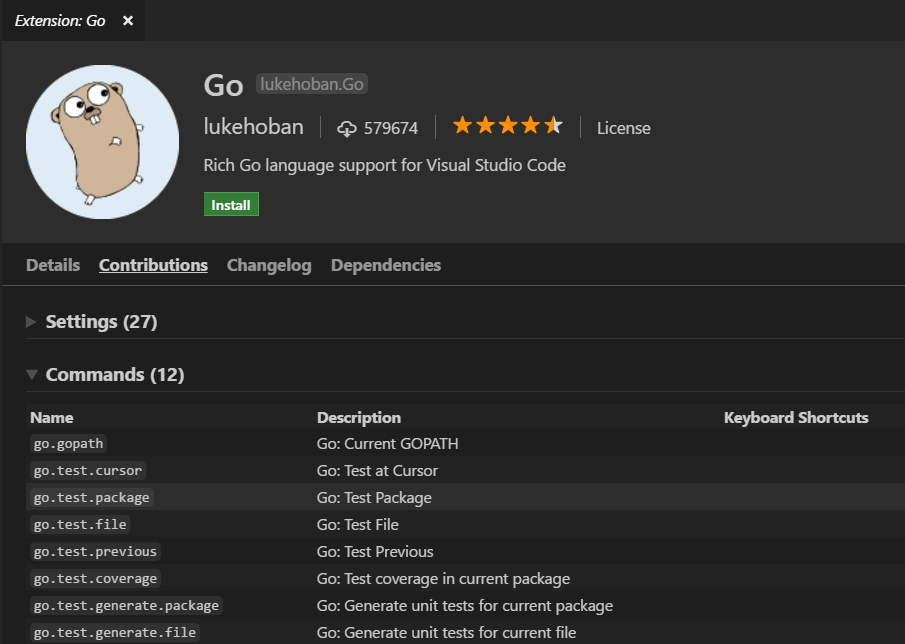 Extension: Go ×
Go lukehoban.Go
lukehoban 579674 License
Rich Go language support for Visual Studio Code
Install
Details Contributions Changelog Dependencies
Settings (27)
Commands (12)
Name Description Keyboard Shortcuts
go.gopath Go: Current GOPATH
go.test.cursor Go: Test at Cursor
go.test.package Go: Test Package
go.test.file Go: Test File
go.test.previous Go: Test Previous
go.test.coverage Go: Test coverage in current package
go.test.generate.package Go: Generate unit tests for current package
go.test.generate.file Go: Generate unit tests for current file